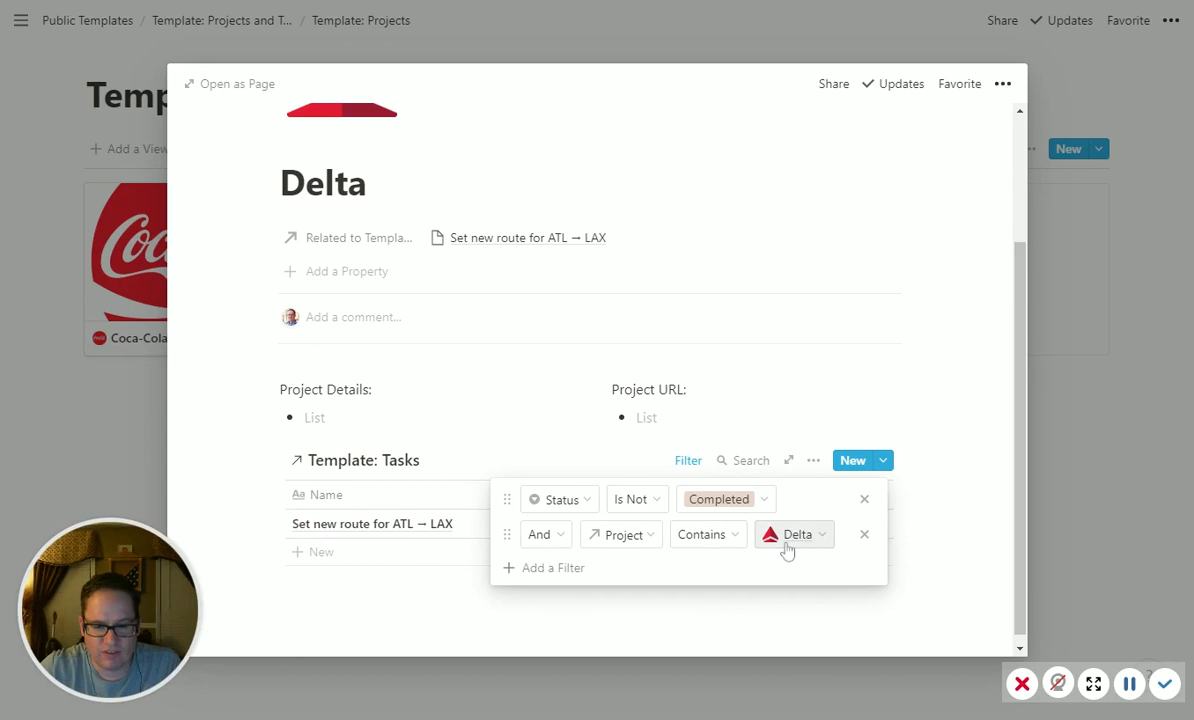 Public Templates / Template: Projects and T... / Template: Projects
Share Updates Favorite
Open as Page
Share Updates Favorite
Temp
Add a View
New
Delta
Related to Templa...
Set new route for ATL → LAX
Add a Property
Add a comment...
Coca-Cola
Project Details:
Project URL:
• List
• List
Template: Tasks
Filter Search New
Aa Name
Status Is Not Completed
Set new route for ATL → LAX
And Project Contains Delta
+ New
+ Add a Filter